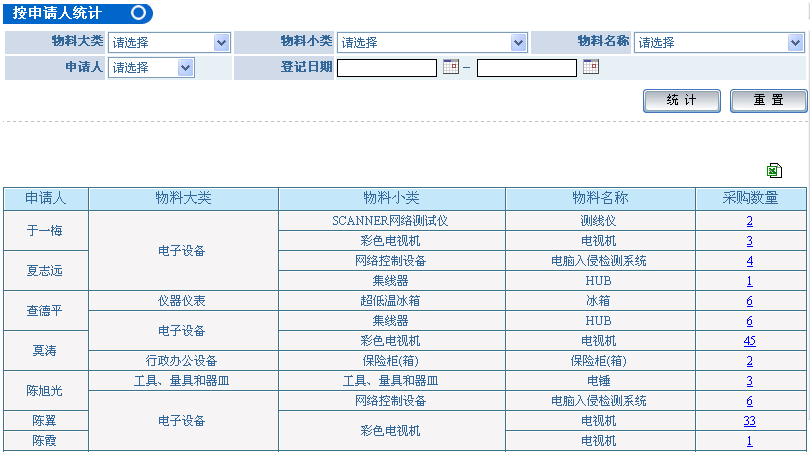 按申请人统计
物料大类 请选择 物料小类 请选择 物料名称 请选择
申请人 请选择 登记日期 –
统 计 重 置
申请人 物料大类 物料小类 物料名称 采购数量
于一梅 电子设备 SCANNER网络测试仪 测线仪 2
彩色电视机 电视机 3
夏志远 网络控制设备 电脑入侵检测系统 4
集线器 HUB 1
查德平 仪器仪表 超低温冰箱 冰箱 6
电子设备 集线器 HUB 6
莫涛 彩色电视机 电视机 45
行政办公设备 保险柜(箱) 保险柜(箱) 2
陈旭光 工具、量具和器皿 工具、量具和器皿 电锤 3
电子设备 网络控制设备 电脑入侵检测系统 6
陈翼 彩色电视机 电视机 33
陈霞 电视机 1